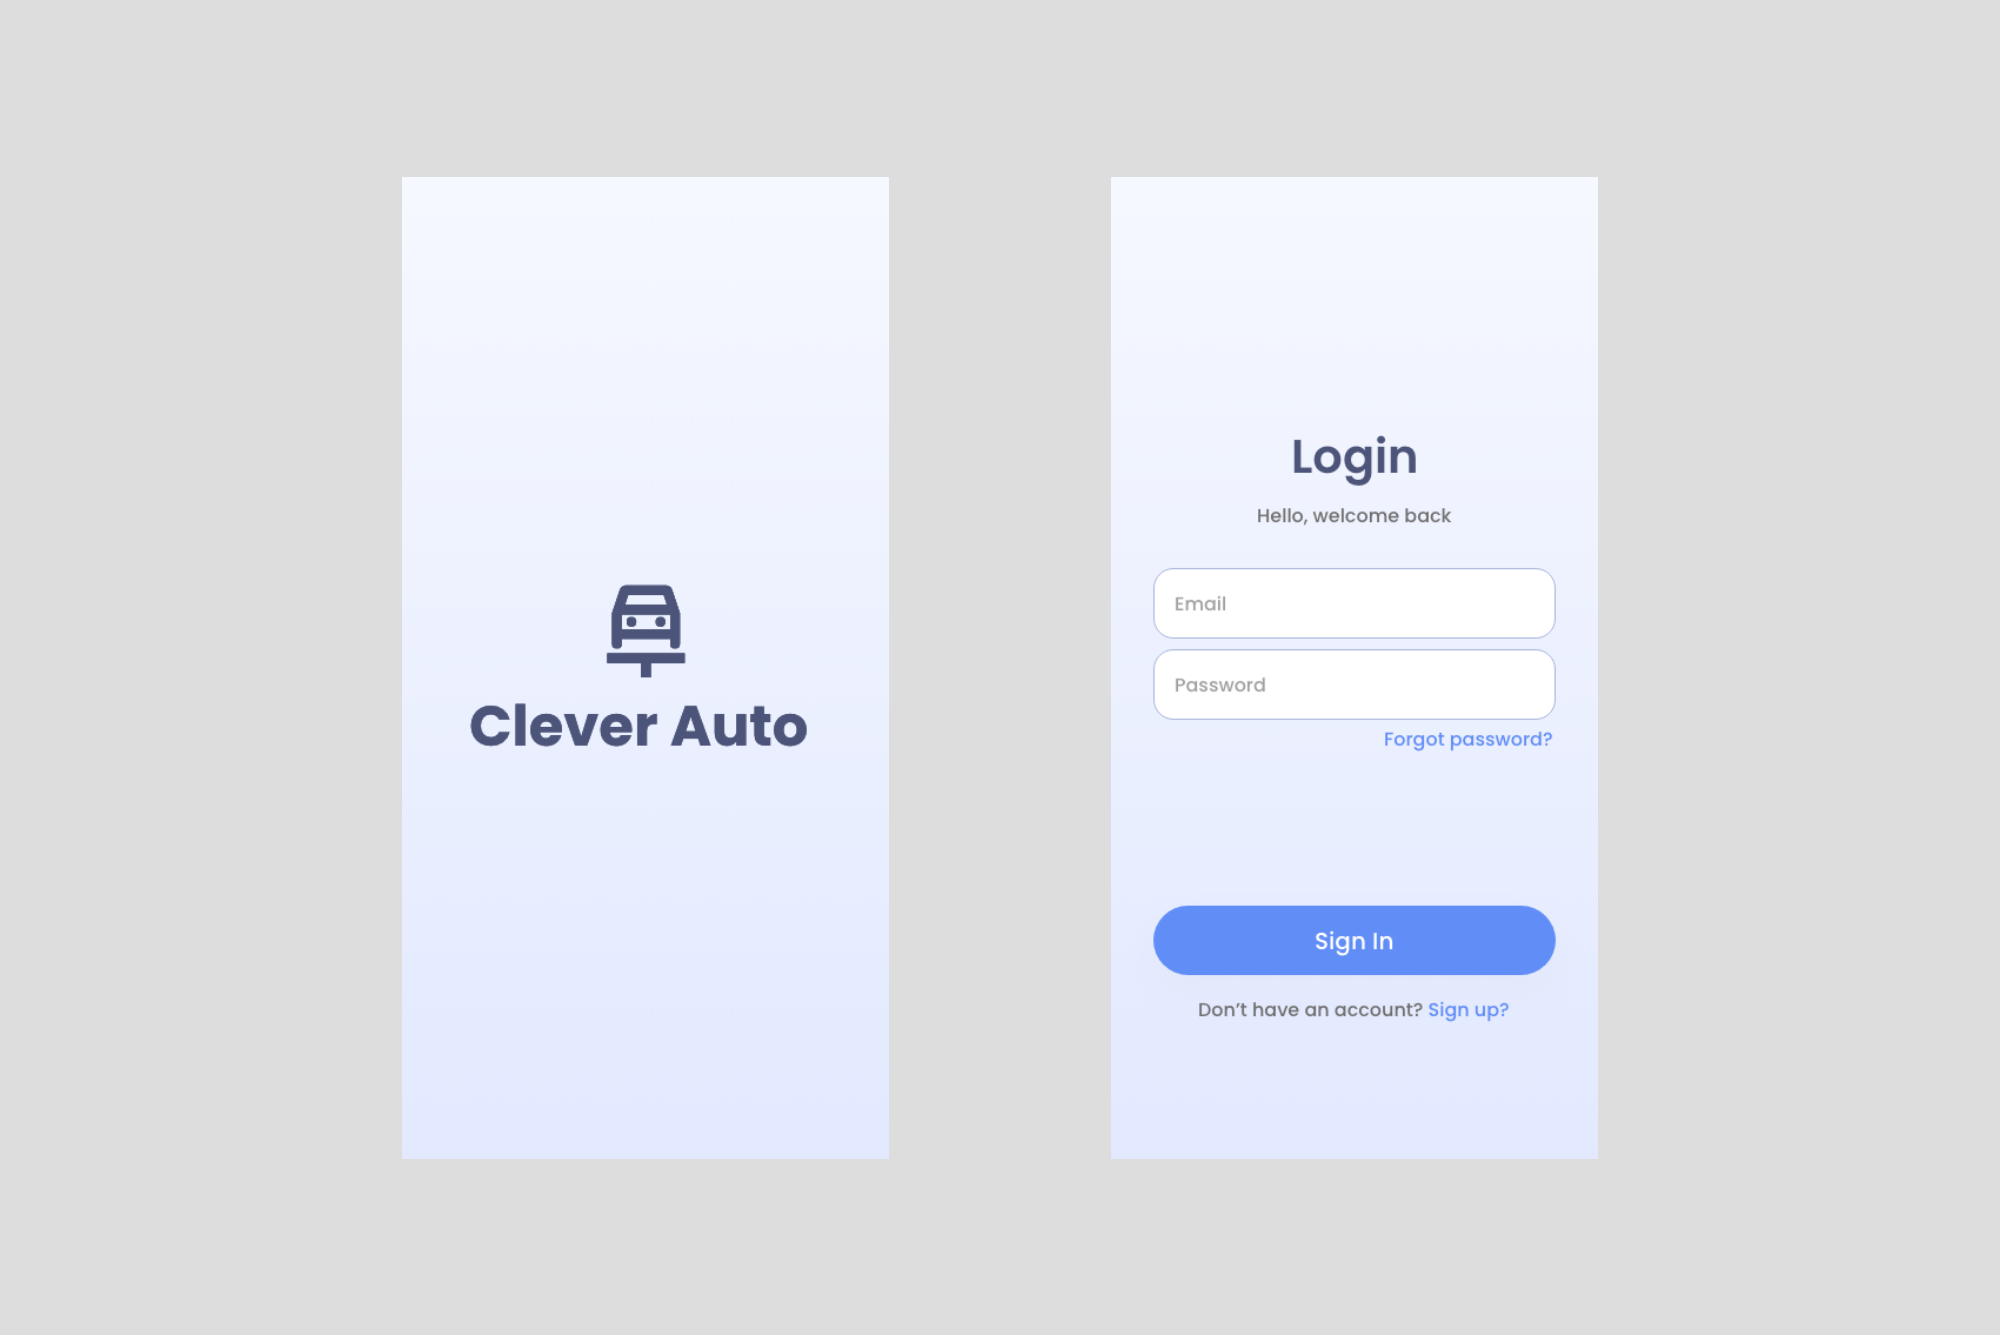 Clever Auto
Login
Hello, welcome back
Email
Password
Forgot password?
Sign In
Don’t have an account? Sign up?